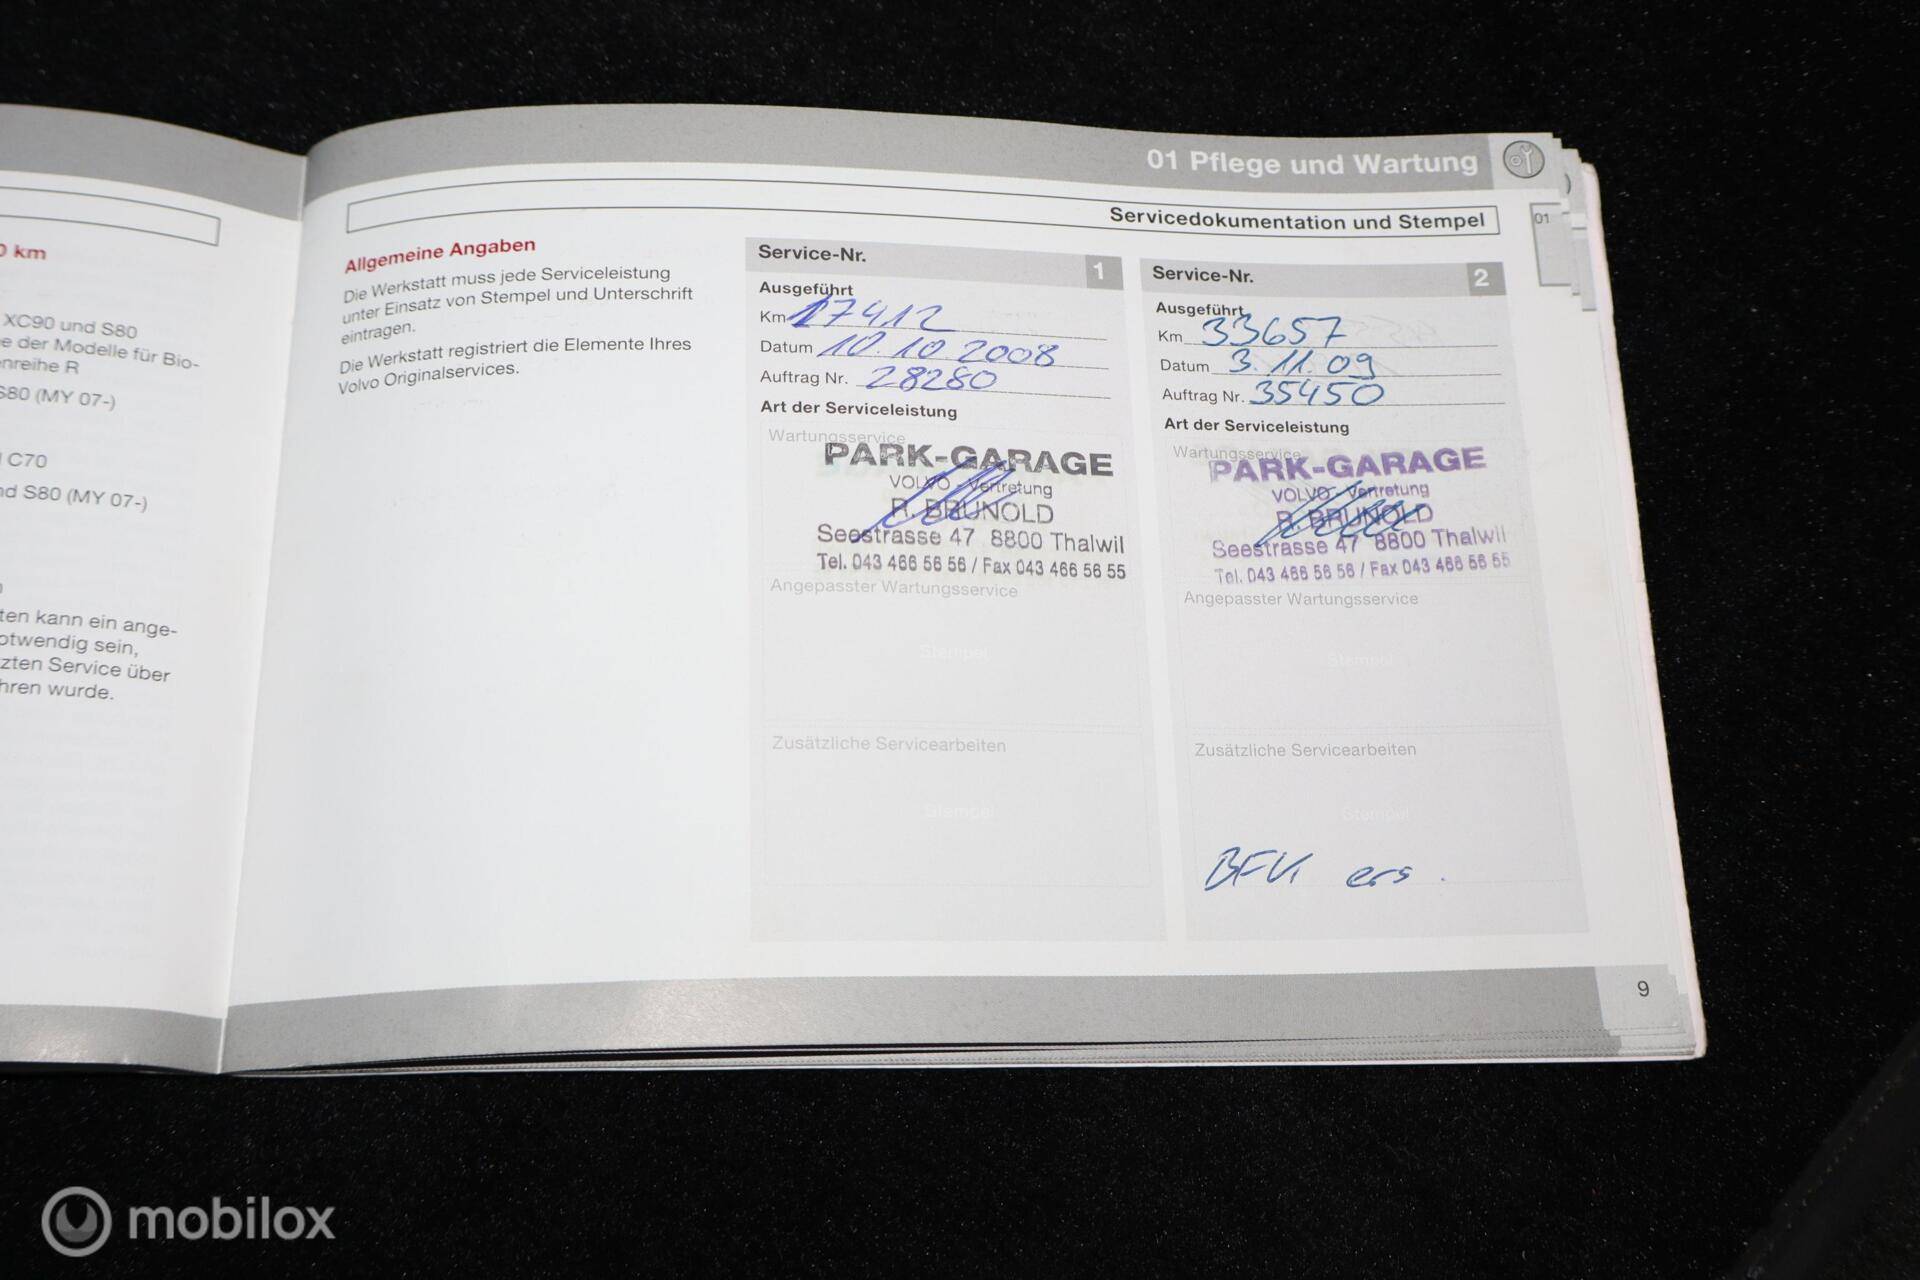 01 Pflege und Wartung
Servicedokumentation und Stempel
01
km
XC90 und S80
der Modelle für Bio-
R
S80 (MY 07-)
C70
S80 (MY 07-)
kann ein ange-
sein,
Service über
wurde.
Allgemeine Angaben
Die Werkstatt muss jede Serviceleistung
unter Einsatz von Stempel und Unterschrift
eintragen.
Die Werkstatt registriert die Elemente Ihres
Volvo Originalservices.
Service-Nr. 1
Ausgeführt
Km 17412
Datum 10.10.2008
Auftrag Nr. 28280
Art der Serviceleistung
Wartungsservice
PARK-GARAGE
VOLVO - Vertretung
R. BRUNOLD
Seestrasse 47 8800 Thalwil
Tel. 043 466 56 56 / Fax 043 466 56 55
Angepasster Wartungsservice
Stempel
Zusätzliche Servicearbeiten
Stempel
Service-Nr. 2
Ausgeführt
Km 33657
Datum 3.11.09
Auftrag Nr. 35450
Art der Serviceleistung
Wartungsservice
PARK-GARAGE
VOLVO - Vertretung
R. BRUNOLD
Seestrasse 47 8800 Thalwil
Tel. 043 466 56 56 / Fax 043 466 56 55
Angepasster Wartungsservice
Stempel
Zusätzliche Servicearbeiten
Stempel
ers.
9
mobilox